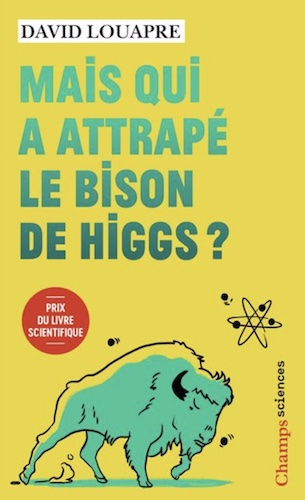 DAVID LOUAPRE
MAiS QUi
A ATTRAPÉ
LE BiSON
DE HiGGS ?
PRIX
DU LIVRE
SCIENTIFIQUE
Champs sciences